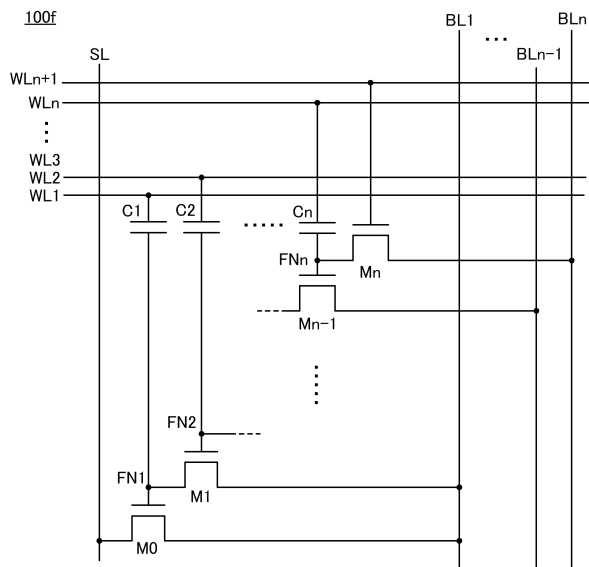 100f
BL1
BLn
SL
BLn-1
WLn+1
WLn
WL3
WL2
WL1
C1
C2
Cn
FNn
Mn
Mn-1
FN2
FN1
M1
M0